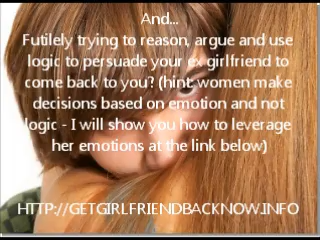 And...
Futilely trying to reason, argue and use
logic to persuade your ex girlfriend to
come back to you? (hint: women make
decisions based on emotion and not
logic - I will show you how to leverage
her emotions at the link below)
HTTP://GETGIRLFRIENDBACKNOW.INFO